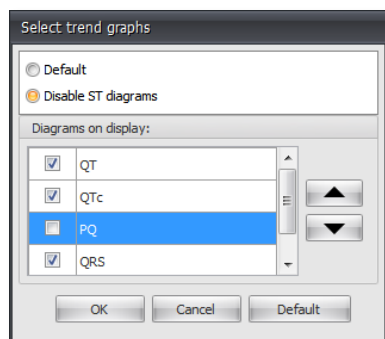 Select trend graphs
Default
Disable ST diagrams
Diagrams on display:
QT
QTc
PQ
QRS
OK Cancel Default